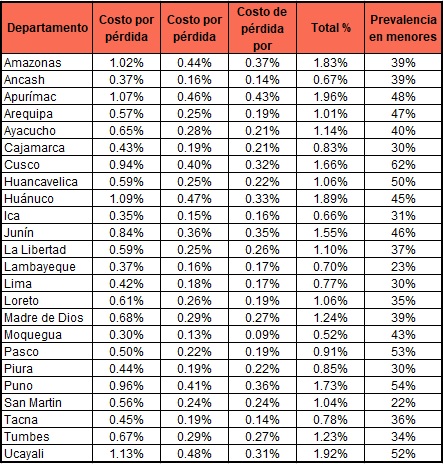 Departamento Costo por pérdida Costo por pérdida Costo de pérdida por Total % Prevalencia en menores
Amazonas 1.02% 0.44% 0.37% 1.83% 39%
Ancash 0.37% 0.16% 0.14% 0.67% 39%
Apurímac 1.07% 0.46% 0.43% 1.96% 48%
Arequipa 0.57% 0.25% 0.19% 1.01% 47%
Ayacucho 0.65% 0.28% 0.21% 1.14% 40%
Cajamarca 0.43% 0.19% 0.21% 0.83% 30%
Cusco 0.94% 0.40% 0.32% 1.66% 62%
Huancavelica 0.59% 0.25% 0.22% 1.06% 50%
Huánuco 1.09% 0.47% 0.33% 1.89% 45%
Ica 0.35% 0.15% 0.16% 0.66% 31%
Junín 0.84% 0.36% 0.35% 1.55% 46%
La Libertad 0.59% 0.25% 0.26% 1.10% 37%
Lambayeque 0.37% 0.16% 0.17% 0.70% 23%
Lima 0.42% 0.18% 0.17% 0.77% 30%
Loreto 0.61% 0.26% 0.19% 1.06% 35%
Madre de Dios 0.68% 0.29% 0.27% 1.24% 39%
Moquegua 0.30% 0.13% 0.09% 0.52% 43%
Pasco 0.50% 0.22% 0.19% 0.91% 53%
Piura 0.44% 0.19% 0.22% 0.85% 30%
Puno 0.96% 0.41% 0.36% 1.73% 54%
San Martin 0.56% 0.24% 0.24% 1.04% 22%
Tacna 0.45% 0.19% 0.14% 0.78% 36%
Tumbes 0.67% 0.29% 0.27% 1.23% 34%
Ucayali 1.13% 0.48% 0.31% 1.92% 52%